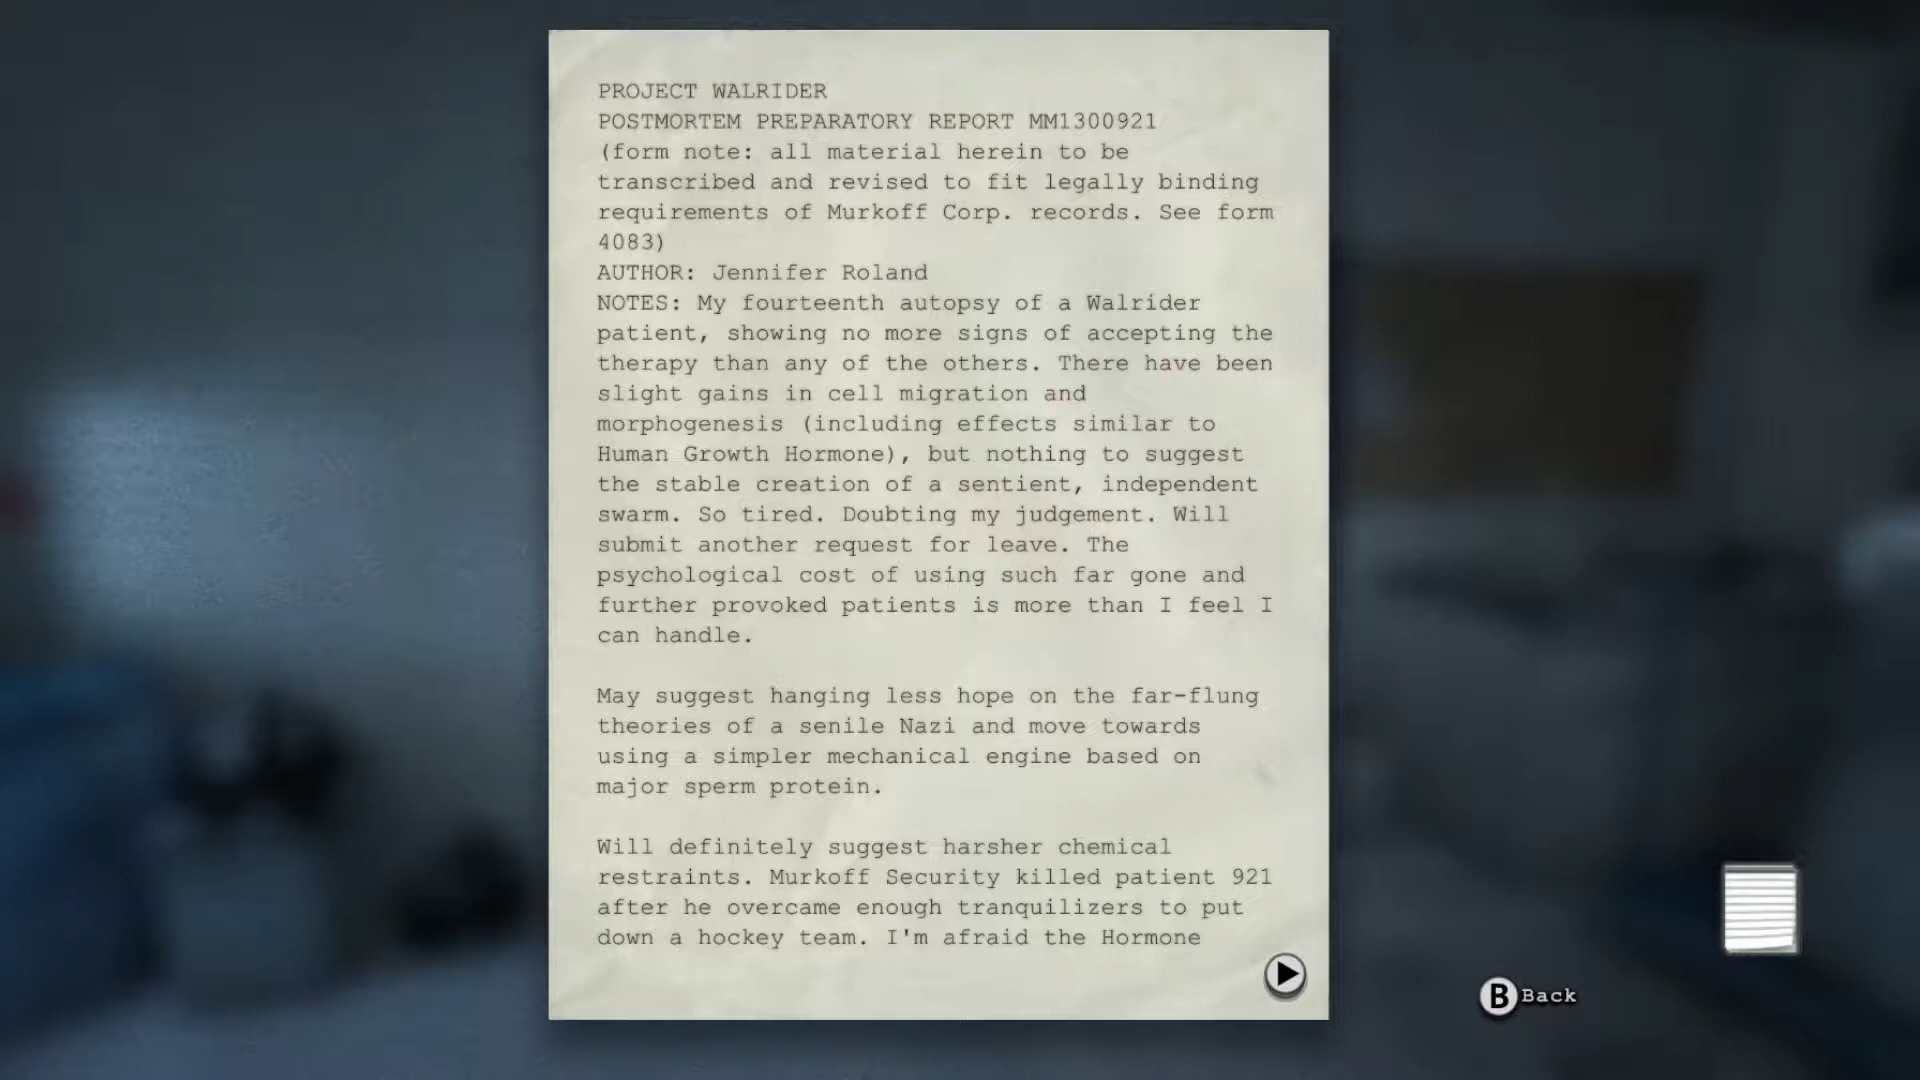 PROJECT WALRIDER
POSTMORTEM PREPARATORY REPORT MM1300921
(form note: all material herein to be
transcribed and revised to fit legally binding
requirements of Murkoff Corp. records. See form
4083)
AUTHOR: Jennifer Roland
NOTES: My fourteenth autopsy of a Walrider
patient, showing no more signs of accepting the
therapy than any of the others. There have been
slight gains in cell migration and
morphogenesis (including effects similar to
Human Growth Hormone), but nothing to suggest
the stable creation of a sentient, independent
swarm. So tired. Doubting my judgement. Will
submit another request for leave. The
psychological cost of using such far gone and
further provoked patients is more than I feel I
can handle.
May suggest hanging less hope on the far-flung
theories of a senile Nazi and move towards
using a simpler mechanical engine based on
major sperm protein.
Will definitely suggest harsher chemical
restraints. Murkoff Security killed patient 921
after he overcame enough tranquilizers to put
down a hockey team. I'm afraid the Hormone
B Back